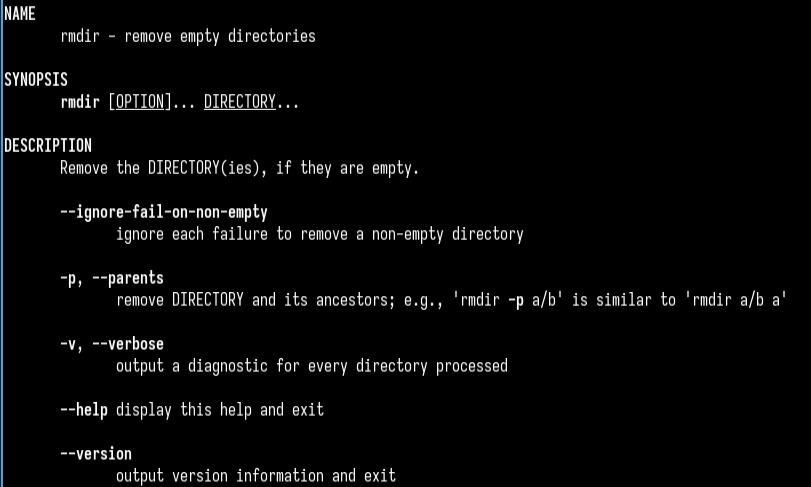 NAME
rmdir - remove empty directories
SYNOPSIS
rmdir [OPTION]... DIRECTORY...
DESCRIPTION
Remove the DIRECTORY(ies), if they are empty.
--ignore-fail-on-non-empty
ignore each failure to remove a non-empty directory
-p, --parents
remove DIRECTORY and its ancestors; e.g., 'rmdir -p a/b' is similar to 'rmdir a/b a'
-v, --verbose
output a diagnostic for every directory processed
--help display this help and exit
--version
output version information and exit